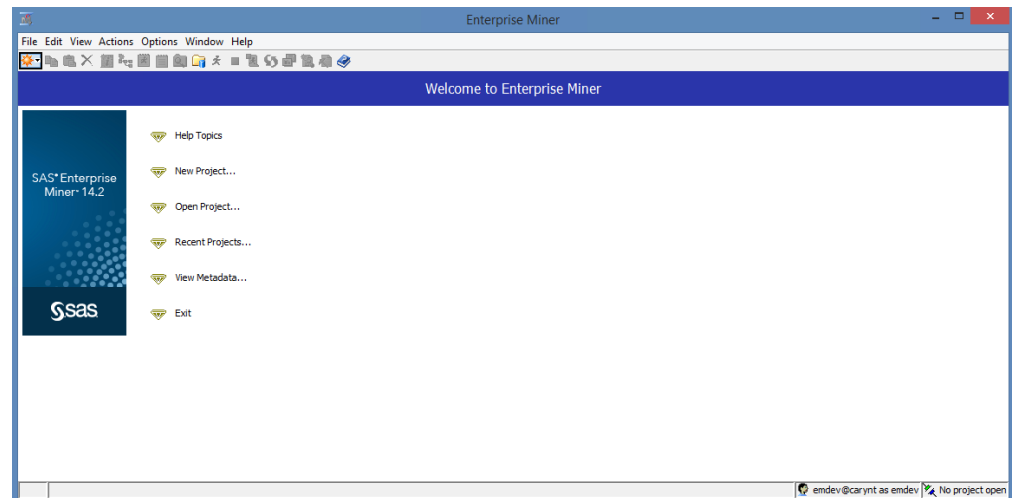 Enterprise Miner
File Edit View Actions Options Window Help
Welcome to Enterprise Miner
SAS® Enterprise
Miner™ 14.2
sas
Help Topics
New Project...
Open Project...
Recent Projects...
View Metadata...
Exit
emdev@carynt as emdev No project open